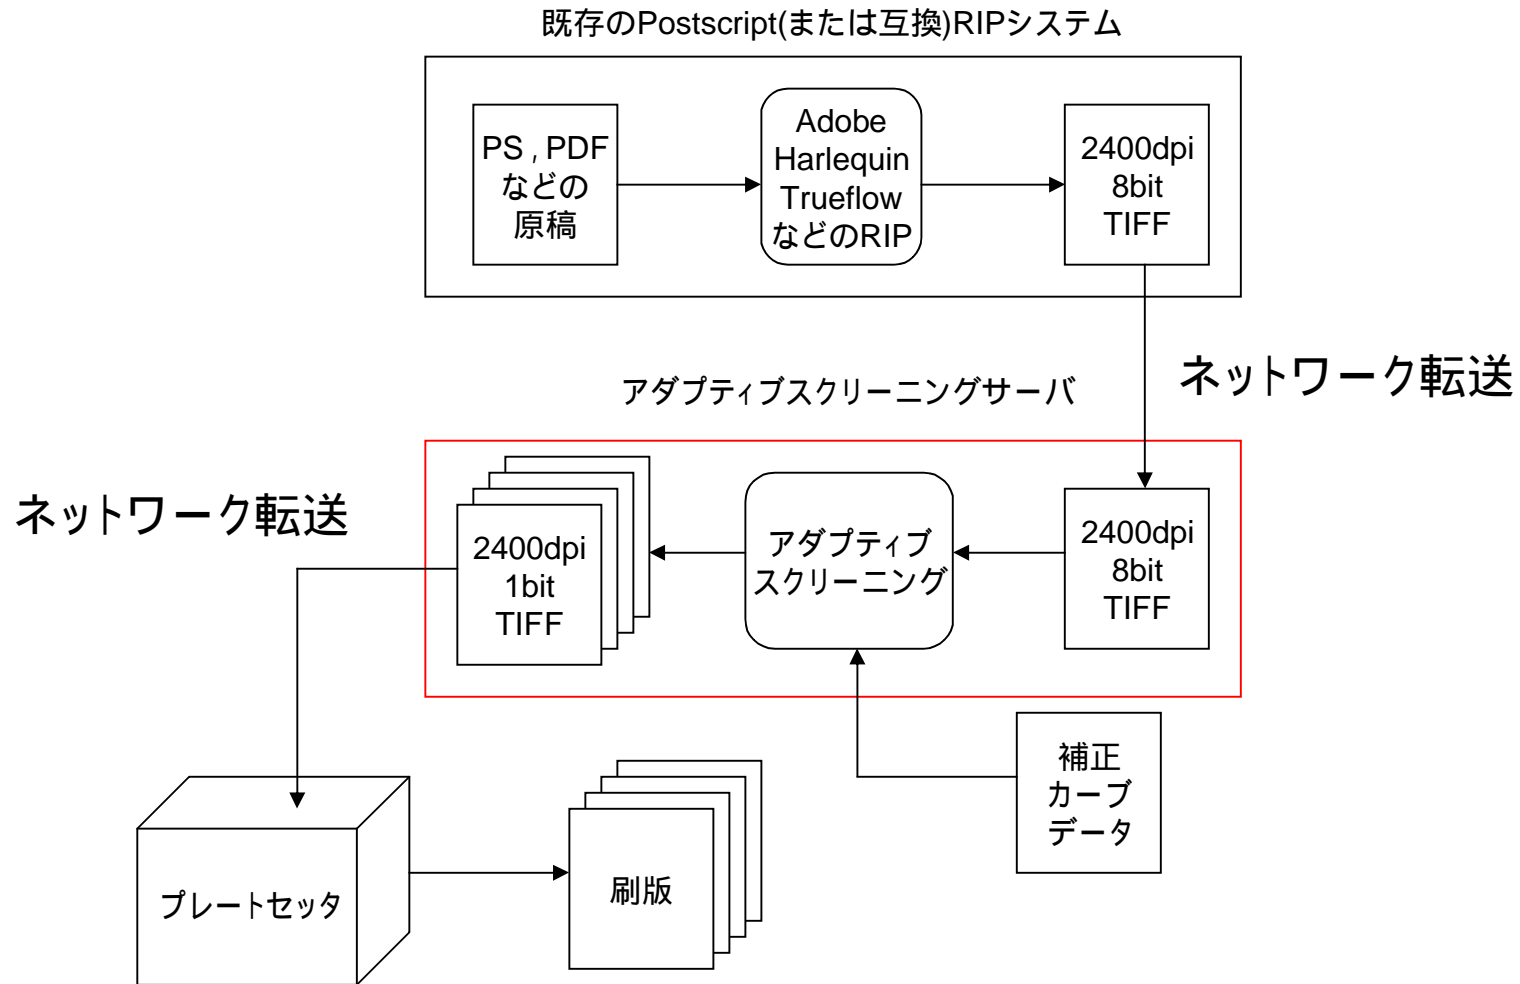 既存のPostscript(または互換)RIPシステム
PS , PDF
などの
原稿
Adobe
Harlequin
Trueflow
などのRIP
2400dpi
8bit
TIFF
ネットワーク転送
アダプティブスクリーニングサーバ
ネットワーク転送
2400dpi
1bit
TIFF
アダプティブ
スクリーニング
2400dpi
8bit
TIFF
補正
カーブ
データ
プレートセッタ
刷版